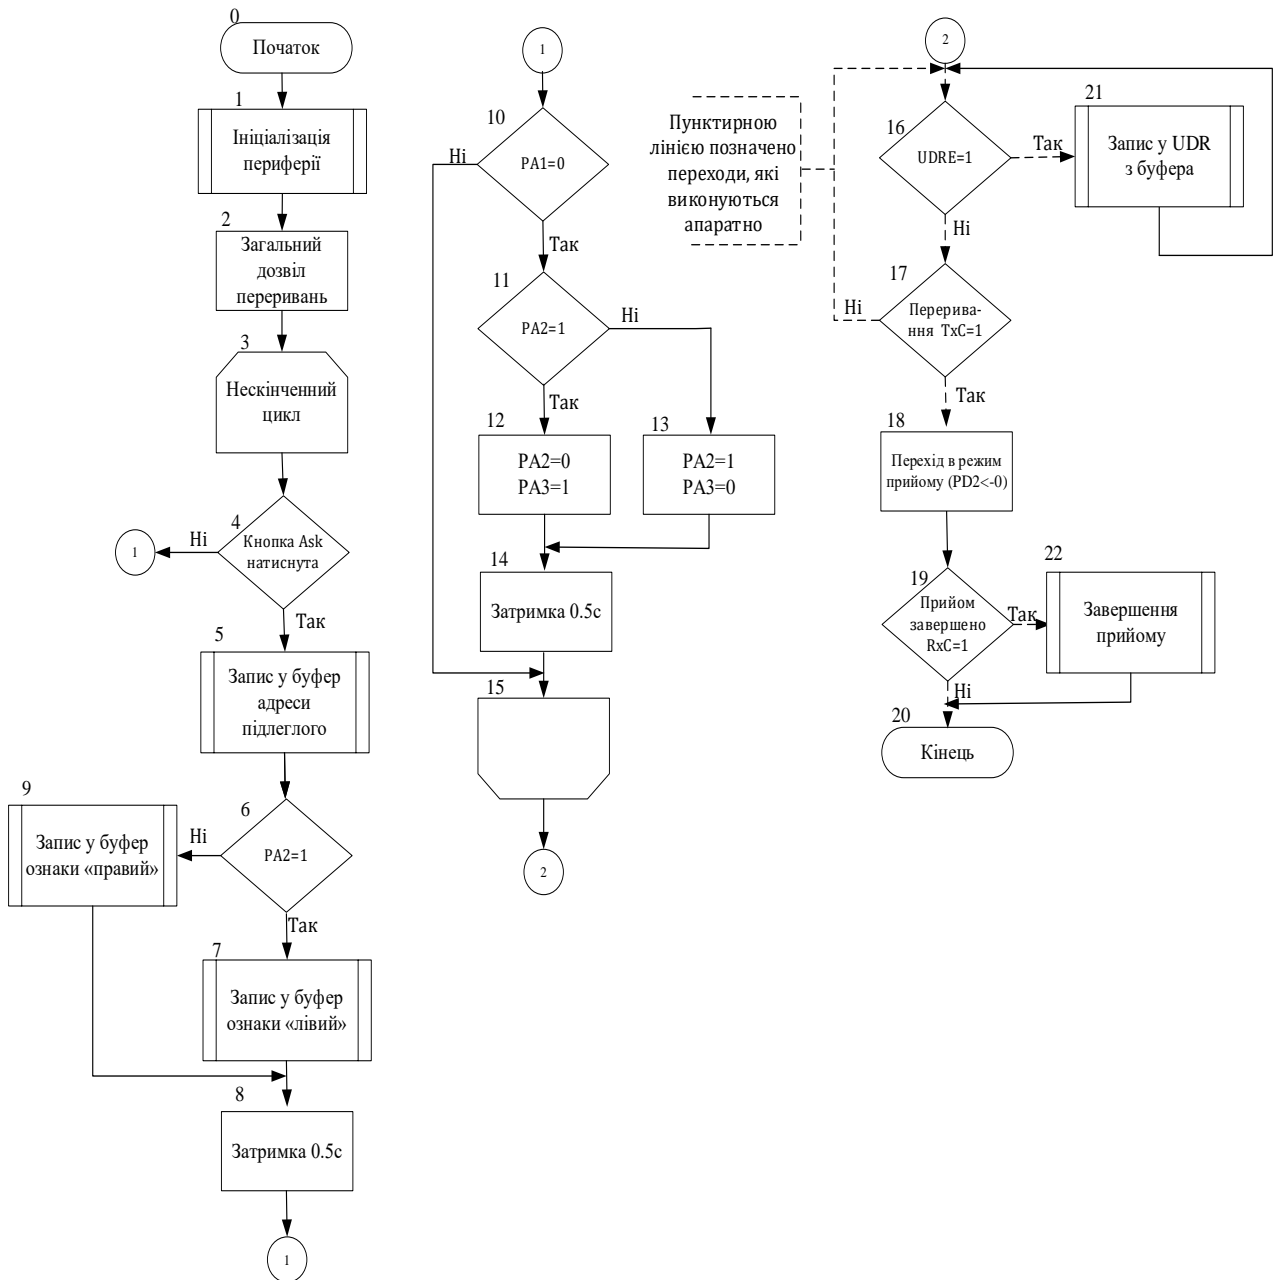 0
Початок
1
Ініціалізація
периферії
2
Загальний
дозвіл
переривань
3
Нескінченний
цикл
4
Кнопка Ask
натиснута
Ні
1
Так
5
Запис у буфер
адреси
підлеглого
6
PA2=1
Ні
9
Запис у буфер
ознаки «правий»
Так
7
Запис у буфер
ознаки «лівий»
8
Затримка 0.5с
1
1
10
PA1=0
Ні
Так
11
PA2=1
Ні
Так
12
PA2=0
PA3=1
13
PA2=1
PA3=0
14
Затримка 0.5с
15
2
Пунктирною
лінією позначено
переходи, які
виконуються
апаратно
2
16
UDRE=1
Так
21
Запис у UDR
з буфера
Ні
17
Перерива-
ння TxC=1
Ні
Так
18
Перехід в режим
прийому (PD2<-0)
19
Прийом
завершено
RxC=1
Так
22
Завершення
прийому
Ні
20
Кінець